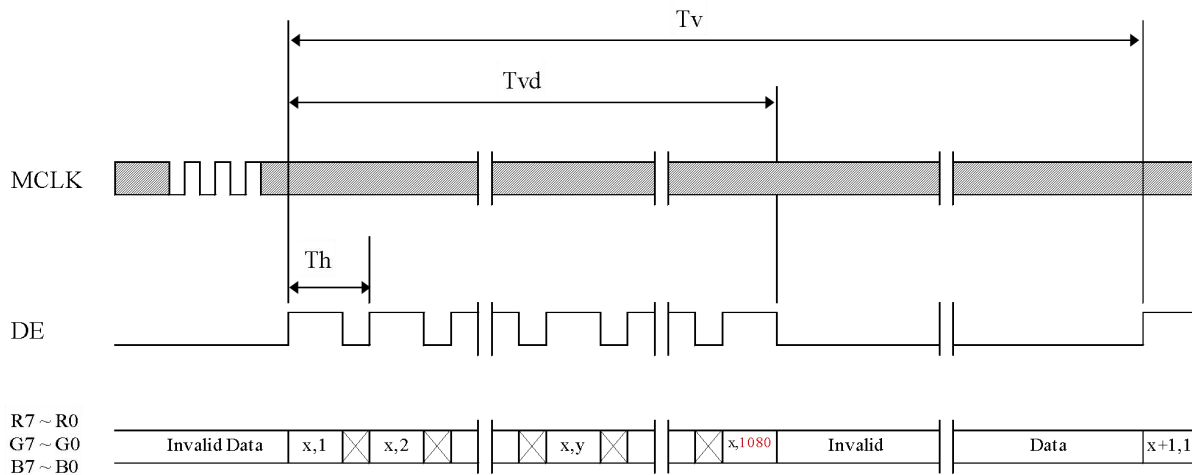 Tv
Tvd
MCLK
Th
DE
R7 ~ R0
G7 ~ G0
B7 ~ B0
Invalid Data x,1 x,2 x,y x,1080 Invalid Data x+1,1